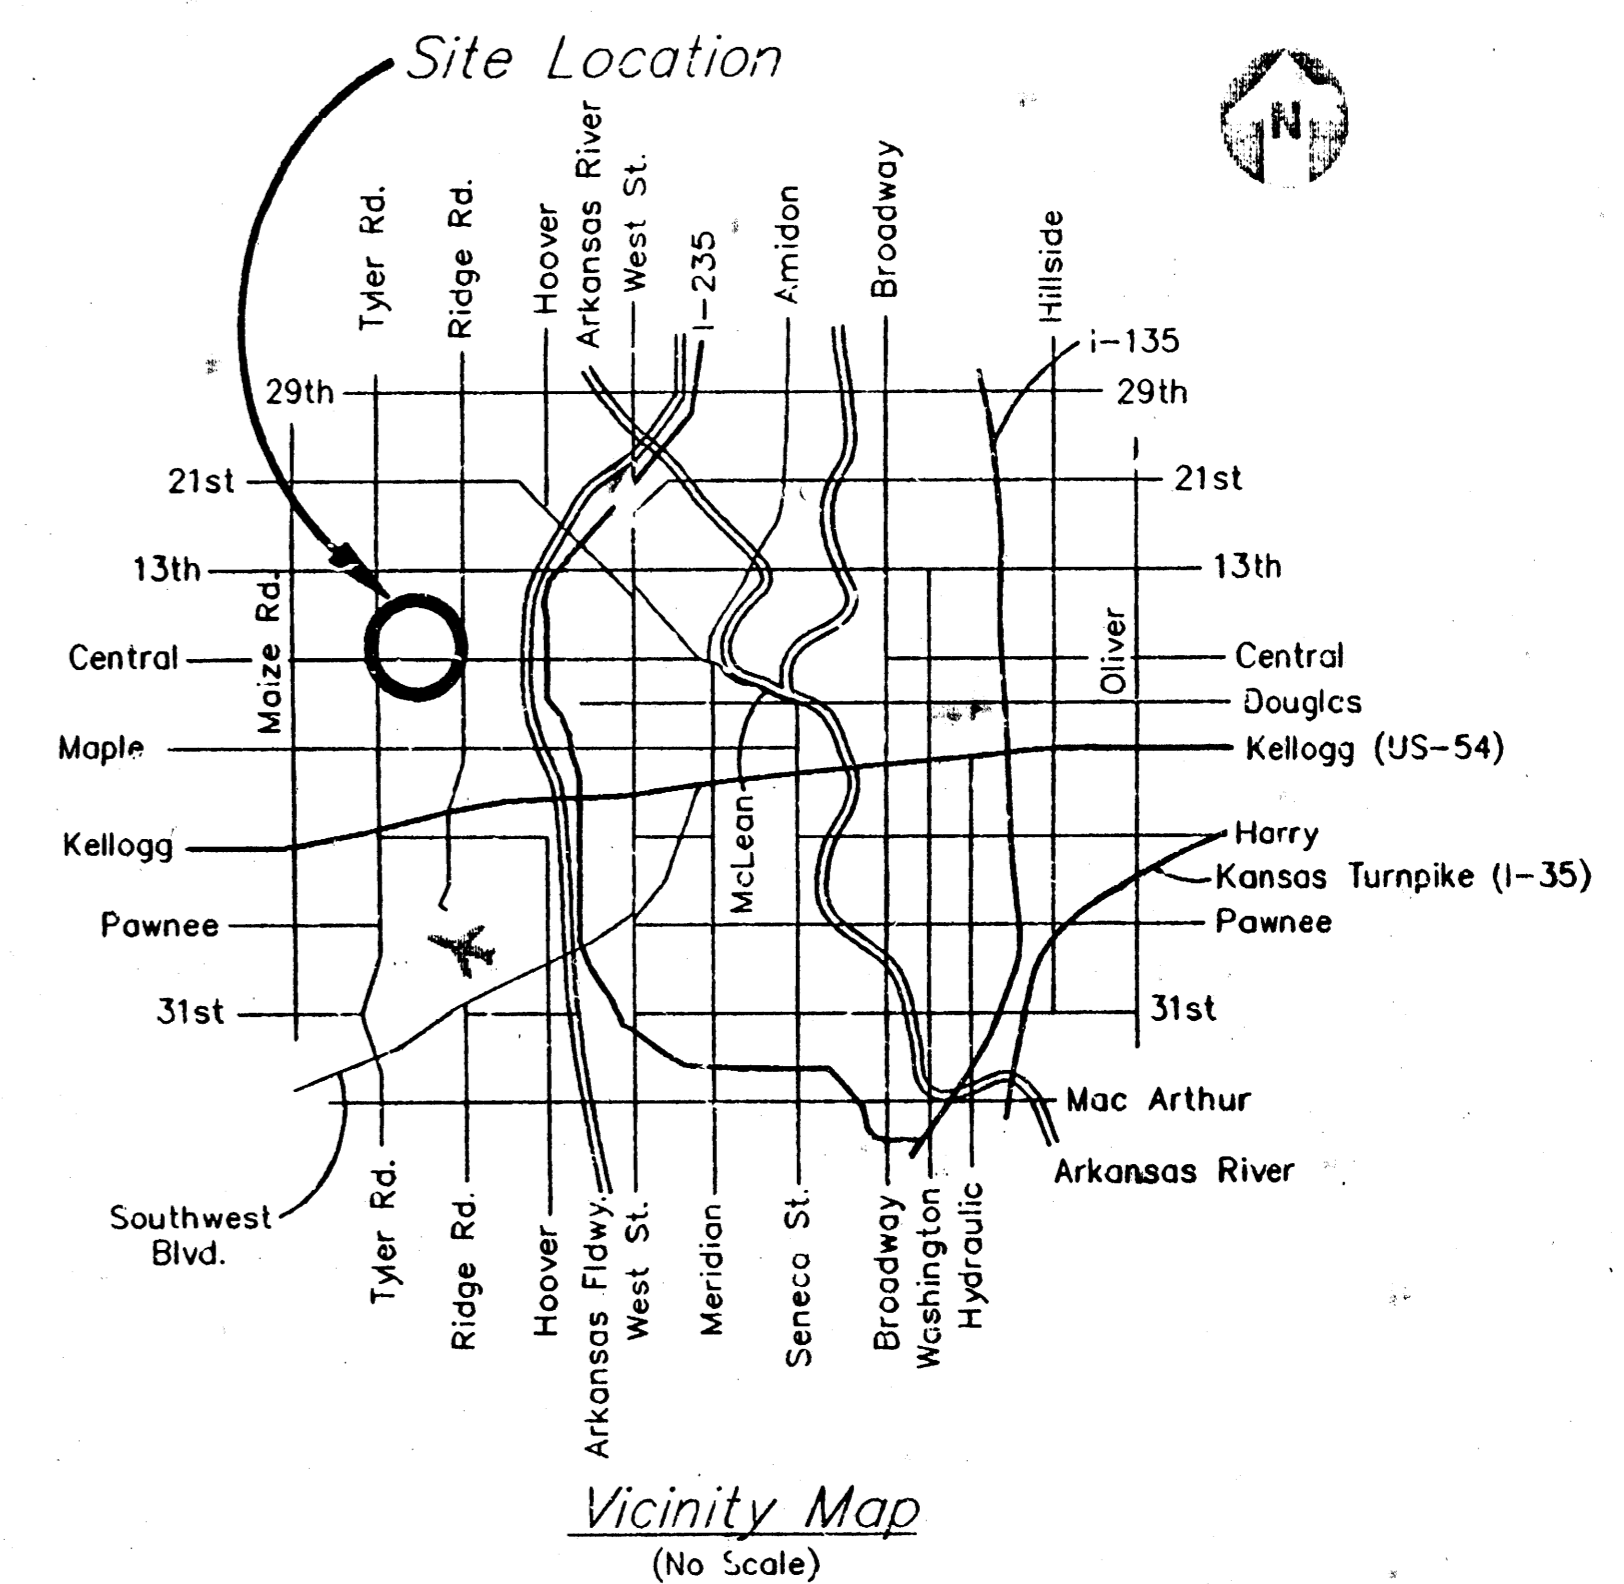 Site Location
N
Tyler Rd.
Ridge Rd.
Hoover
Arkansas River
West St.
I-235
Amidon
Broadway
Hillside
i-135
29th
29th
21st
21st
13th
13th
Maize Rd.
Oliver
Central
Central
Douglcs
Maple
Kellogg (US-54)
McLean
Kellogg
Harry
Kansas Turnpike (I-35)
Pawnee
Pawnee
31st
31st
Mac Arthur
Arkansas River
Southwest
Blvd.
Tyler Rd.
Ridge Rd.
Hoover
Arkansas Fldwy.
West St.
Meridian
Seneca St.
Broadway
Washington
Hydraulic
Vicinity Map
(No Scale)